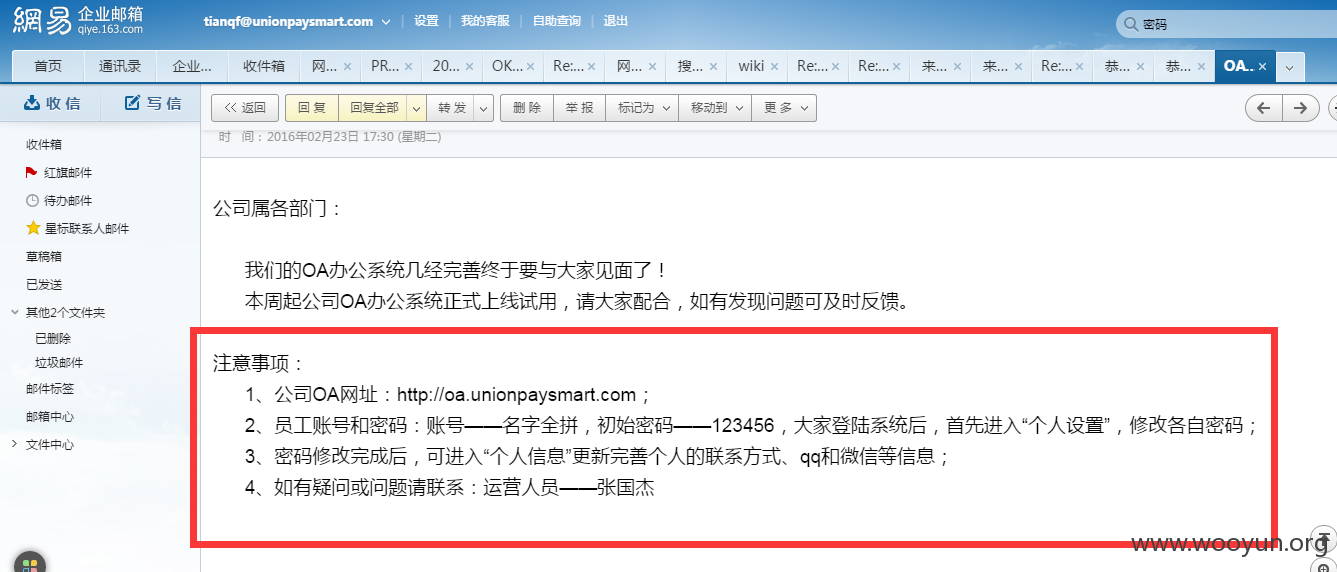 網易 企业邮箱 qiye.163.com
tianqf@unionpaysmart.com | 设置 | 我的客服 | 自助查询 | 退出
密码
首页 通讯录 企业... 收件箱 网... PR... 20... OK... Re:... 网... 搜... wiki Re:... Re:... 来... 来... Re:... 恭... 恭... OA...
收 信 写 信
<< 返回 回 复 回复全部 转 发 删 除 举 报 标记为 移动到 更 多
时 间：2016年02月23日 17:30 (星期二)
收件箱
红旗邮件
待办邮件
星标联系人邮件
草稿箱
已发送
其他2个文件夹
已删除
垃圾邮件
邮件标签
邮箱中心
文件中心
公司属各部门：
我们的OA办公系统几经完善终于要与大家见面了！
本周起公司OA办公系统正式上线试用，请大家配合，如有发现问题可及时反馈。
注意事项：
1、公司OA网址：http://oa.unionpaysmart.com；
2、员工账号和密码：账号——名字全拼，初始密码——123456，大家登陆系统后，首先进入“个人设置”，修改各自密码；
3、密码修改完成后，可进入“个人信息”更新完善个人的联系方式、qq和微信等信息；
4、如有疑问或问题请联系：运营人员——张国杰
www.wooyun.org